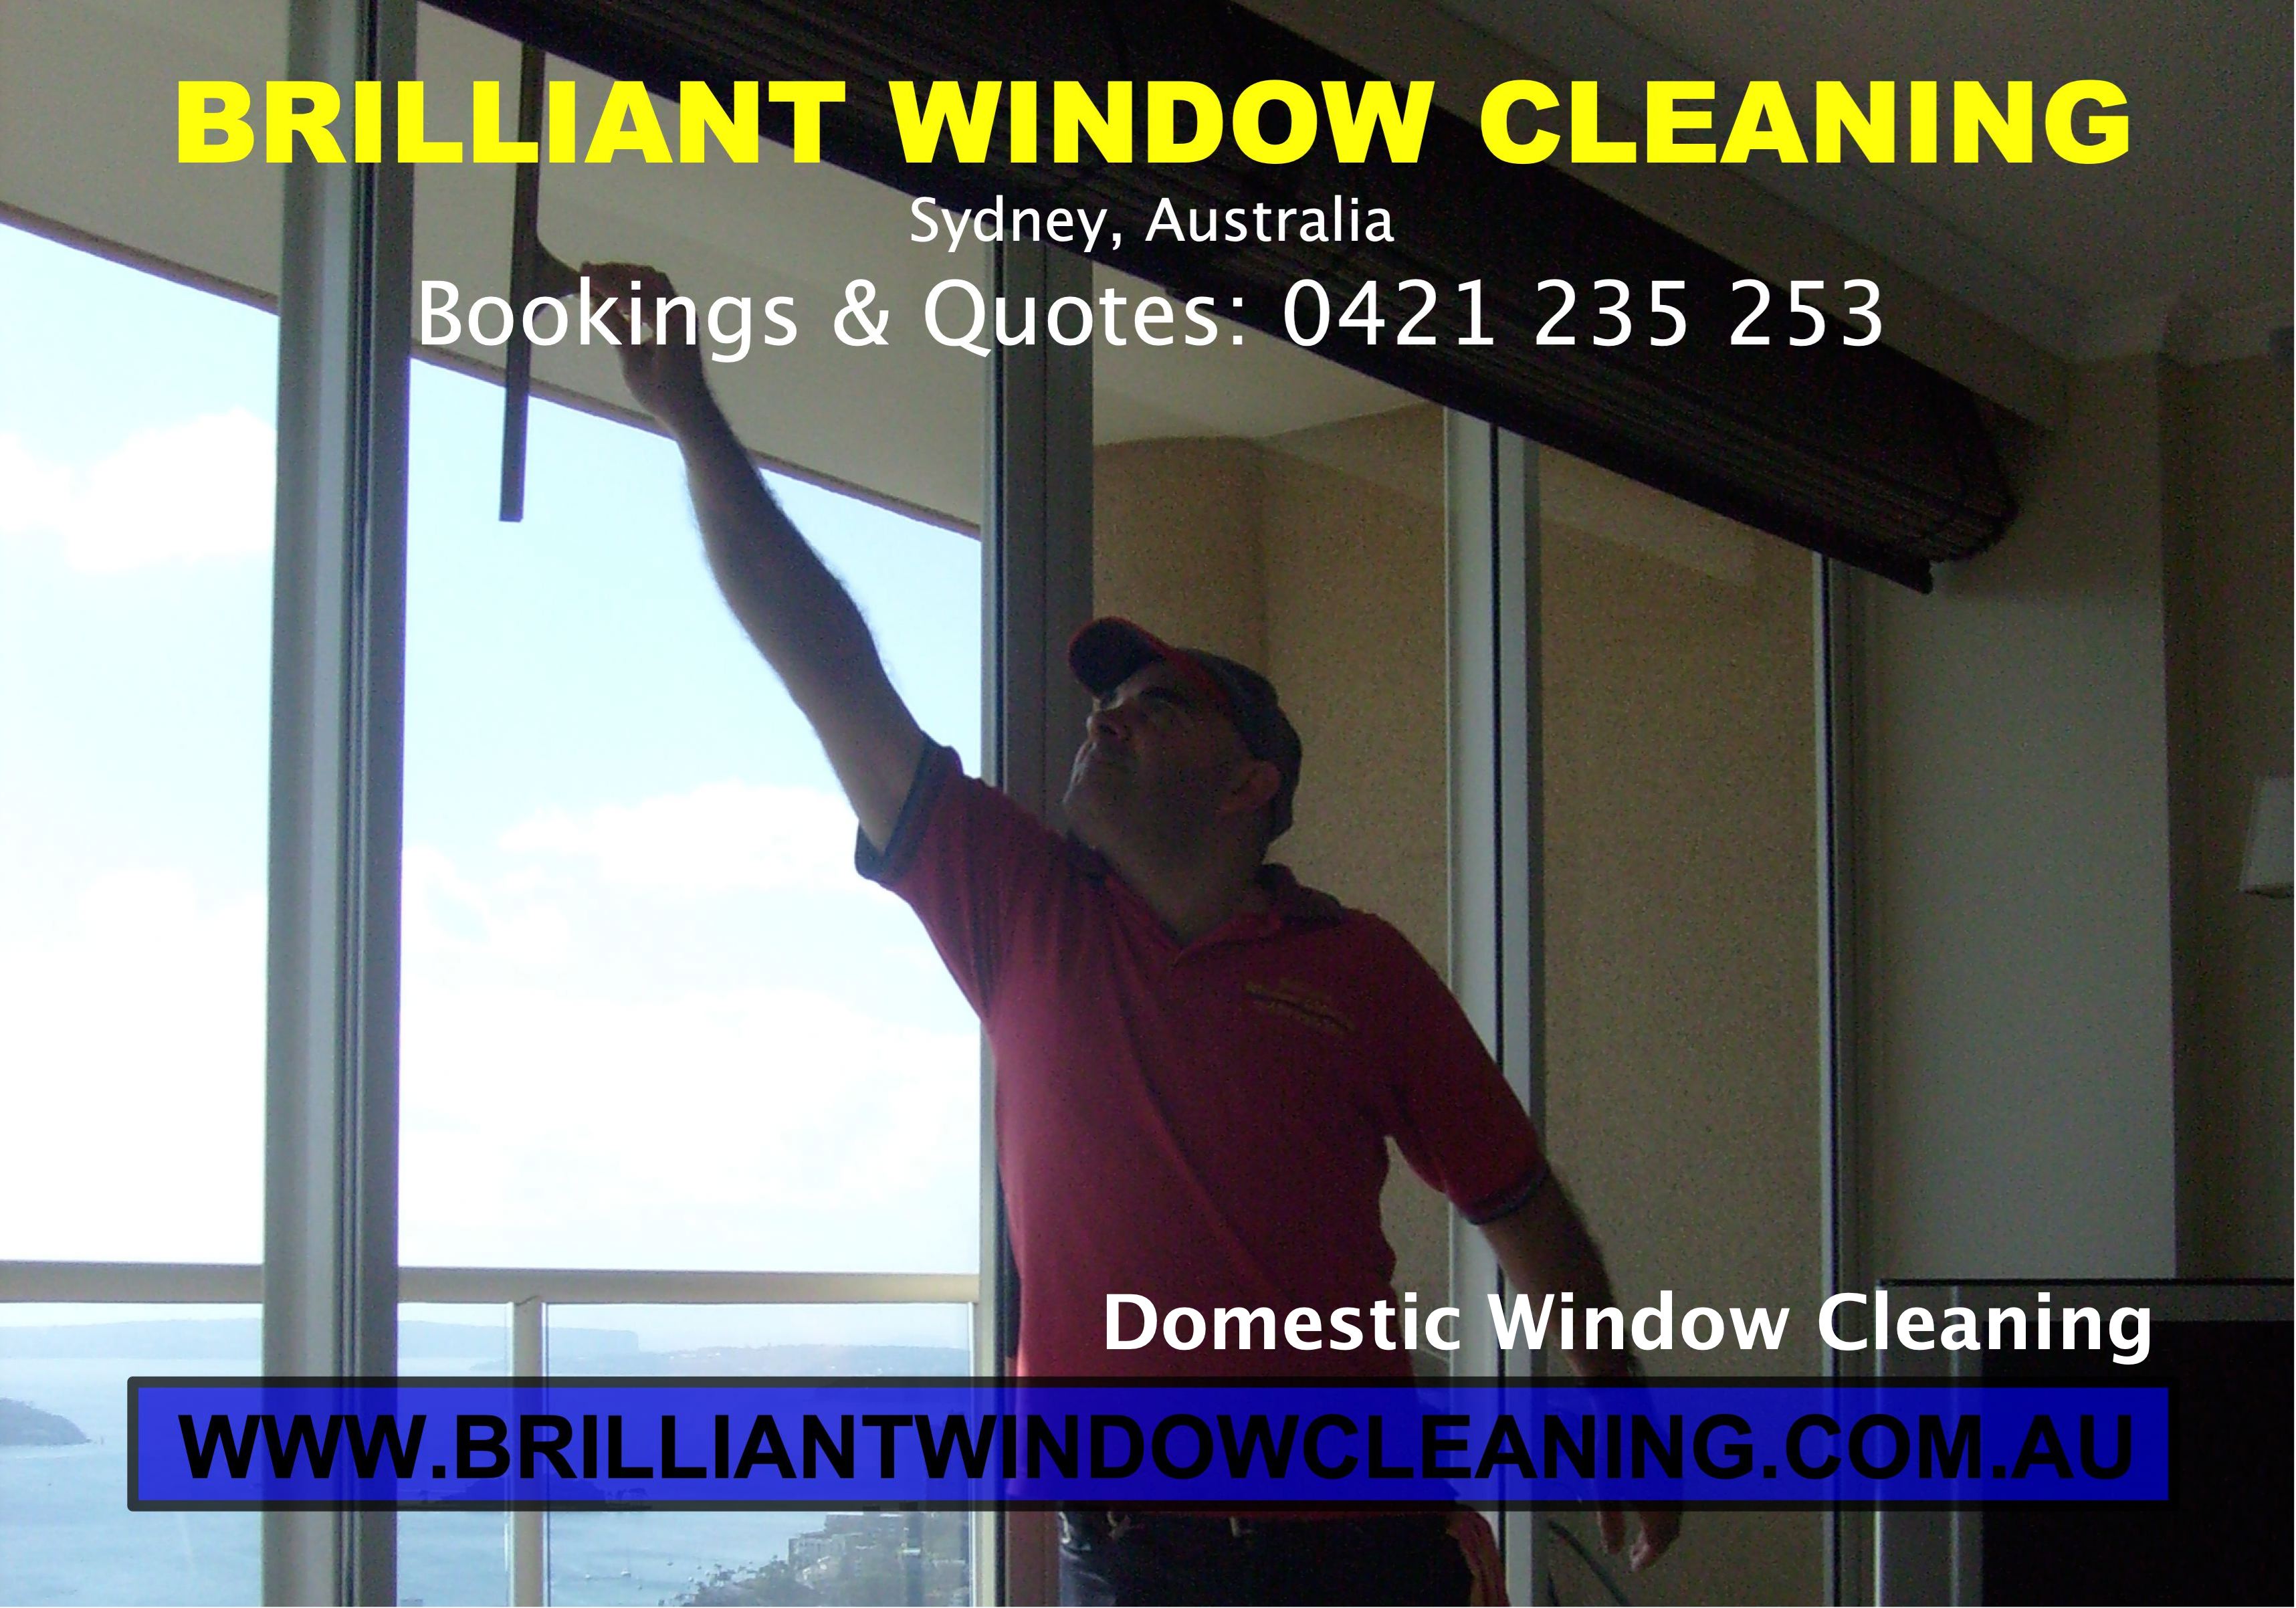 BRILLIANT WINDOW CLEANING
Sydney, Australia
Bookings & Quotes: 0421 235 253
Domestic Window Cleaning
WWW.BRILLIANTWINDOWCLEANING.COM.AU